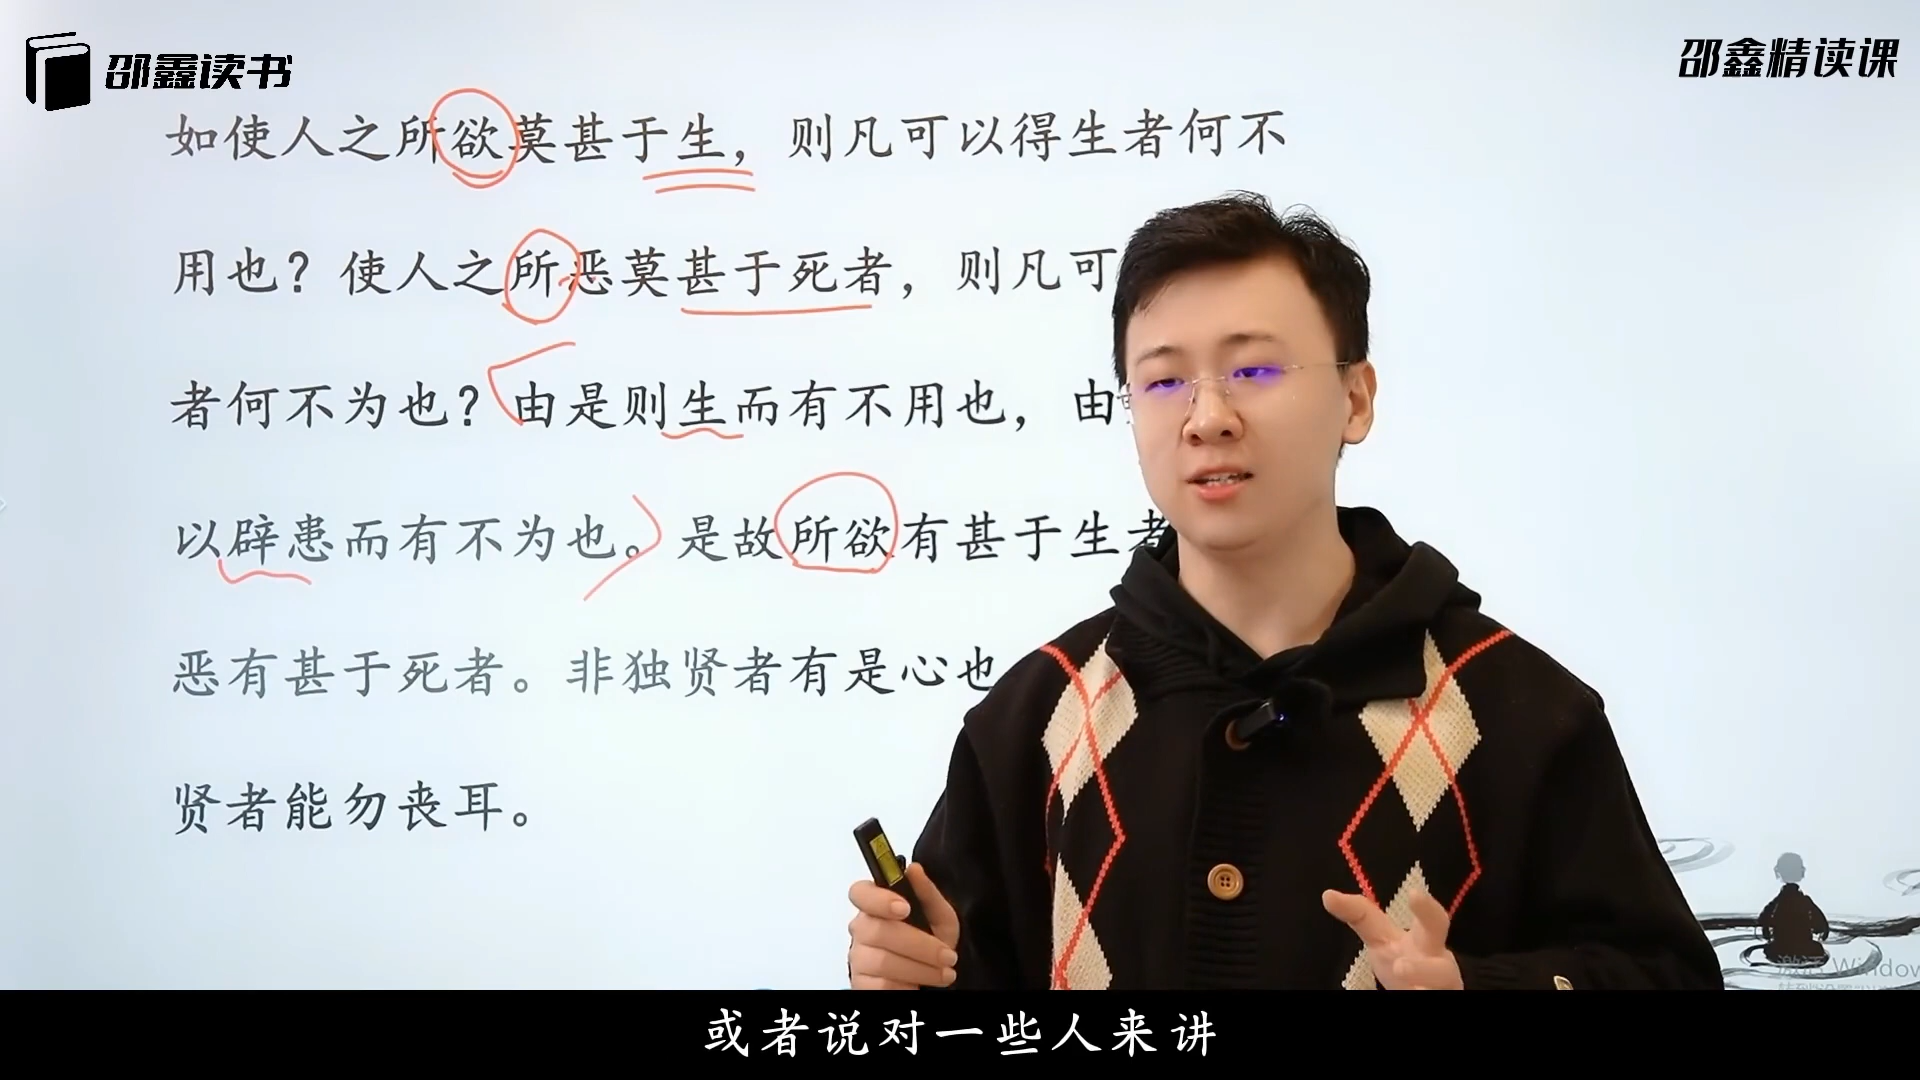 邵鑫读书
邵鑫精读课
如使人之所欲莫甚于生，则凡可以得生者何不
用也？使人之所恶莫甚于死者，则凡可
者何不为也？由是则生而有不用也，由
以辟患而有不为也。是故所欲有甚于生者
恶有甚于死者。非独贤者有是心也
贤者能勿丧耳。
激活 Window
或者说对一些人来讲